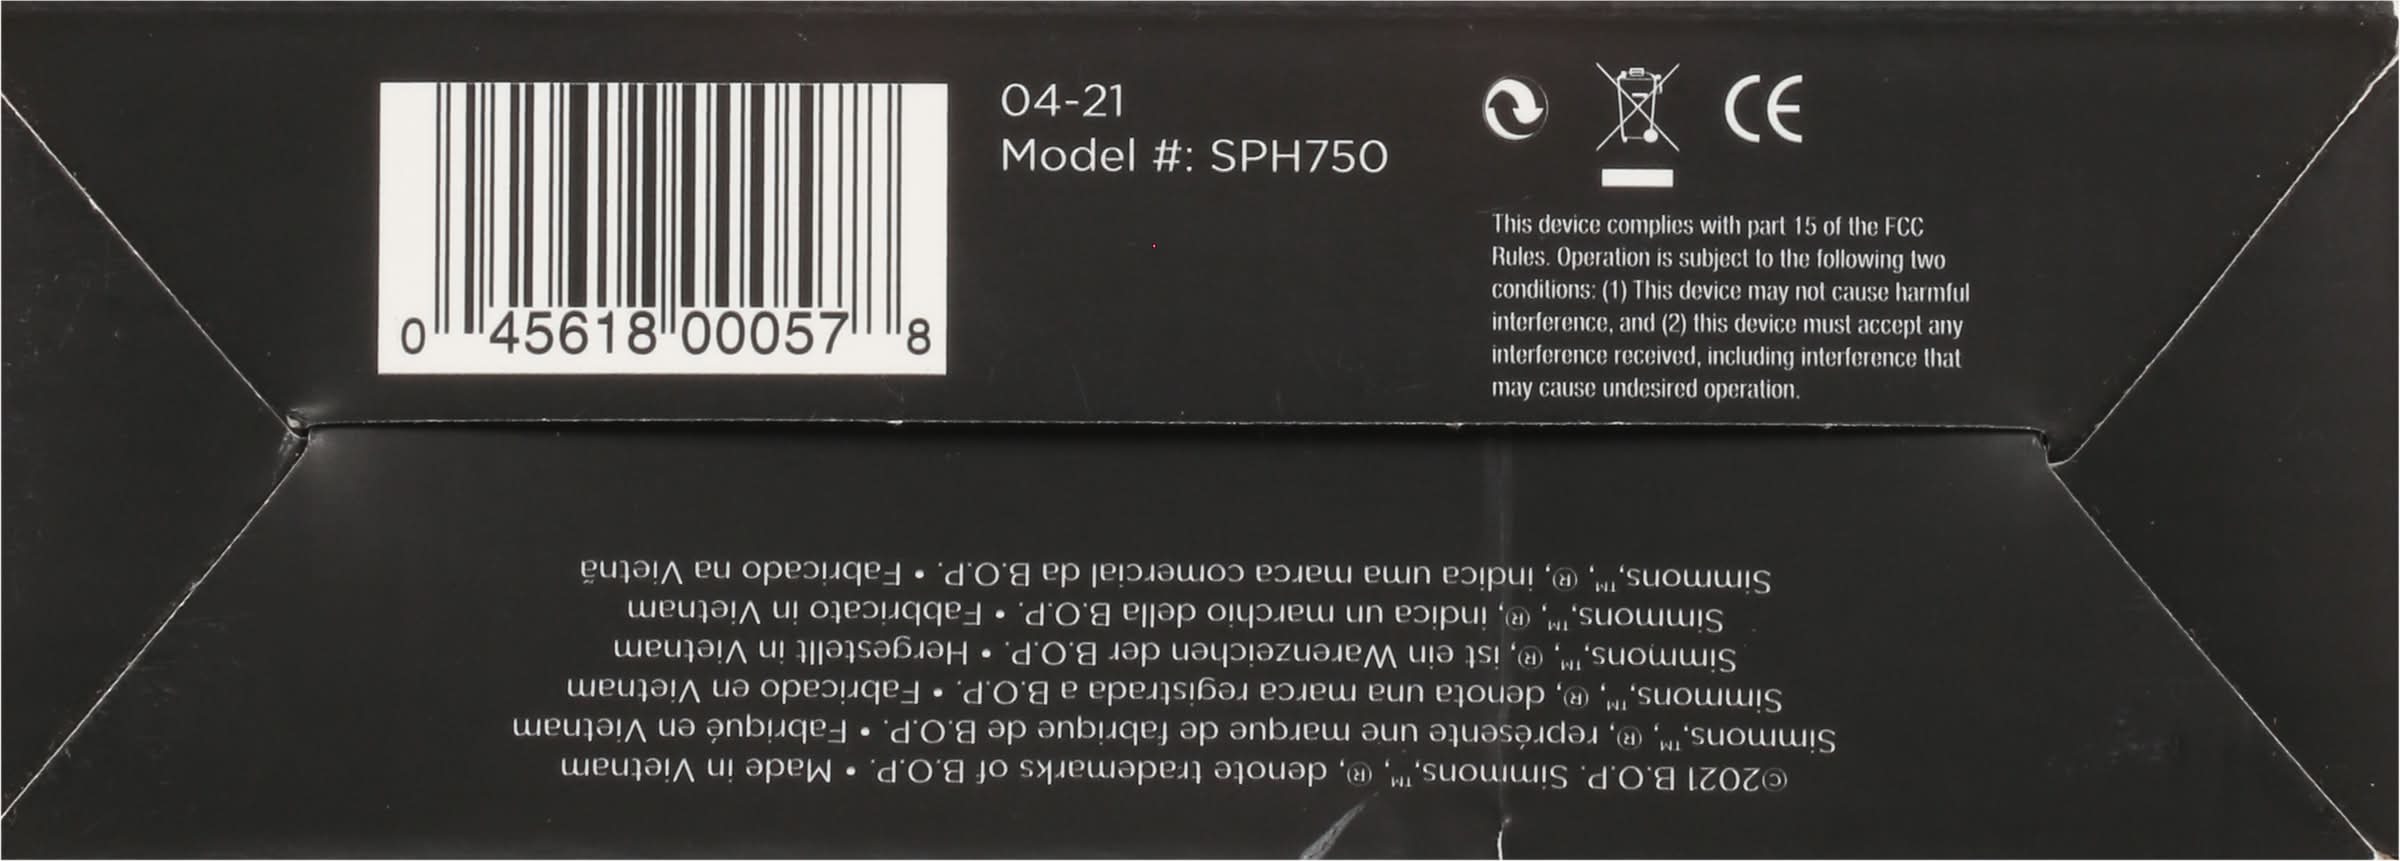 0 45618 00057 8
04-21
Model #: SPH750
CE
This device complies with part 15 of the FCC
Rules. Operation is subject to the following two
conditions: (1) This device may not cause harmful
interference, and (2) this device must accept any
interference received, including interference that
may cause undesired operation.
©2021 B.O.P. Simmons,™, ®, denote trademarks of B.O.P. • Made in Vietnam
Simmons,™, ®, représente une marque de fabrique de B.O.P. • Fabriqué en Vietnam
Simmons,™, ®, denota una marca registrada a B.O.P. • Fabricado en Vietnam
Simmons,™, ®, ist ein Warenzeichen der B.O.P. • Hergestellt in Vietnam
Simmons,™, ®, indica un marchio della B.O.P. • Fabbricato in Vietnam
Simmons,™, ®, indica uma marca comercial da B.O.P. • Fabricado na Vietnã